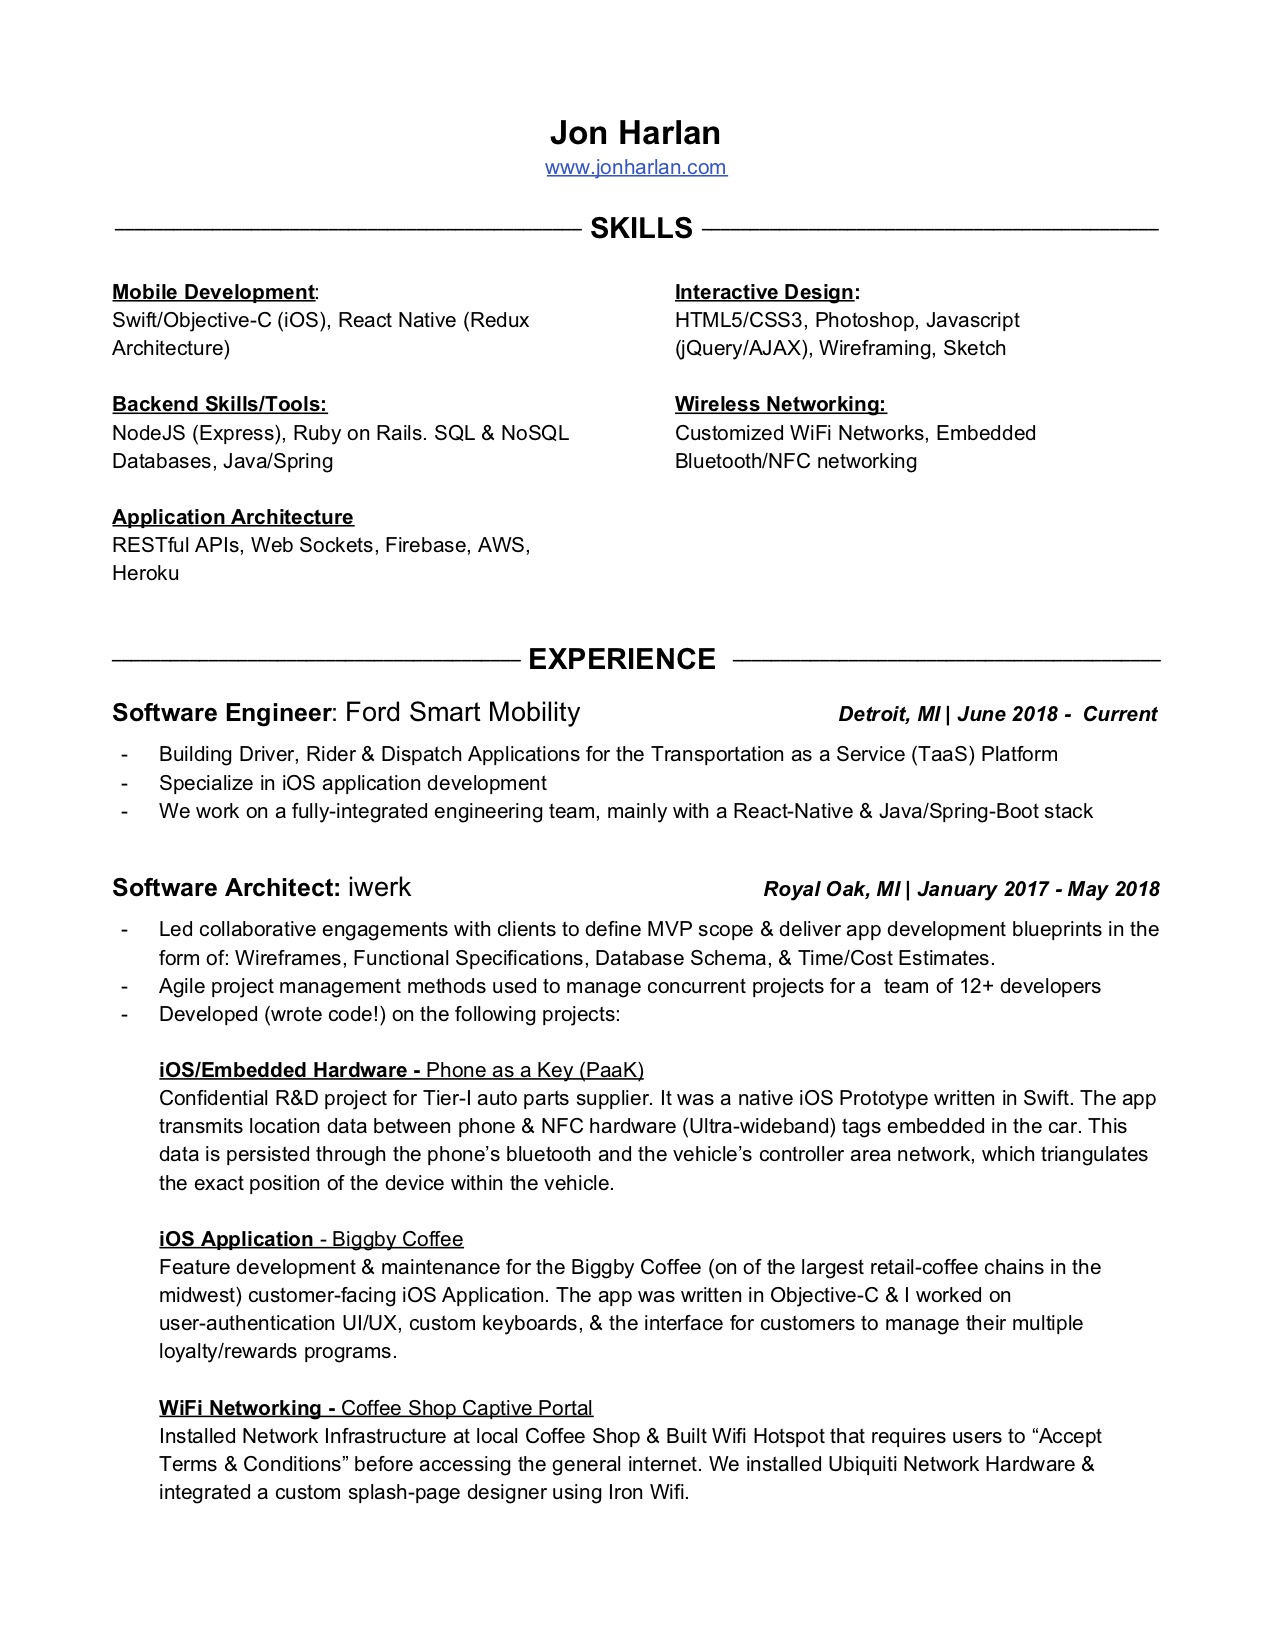 Jon Harlan
www.jonharlan.com
SKILLS
Mobile Development:
Swift/Objective-C (iOS), React Native (Redux
Architecture)
Backend Skills/Tools:
NodeJS (Express), Ruby on Rails. SQL & NoSQL
Databases, Java/Spring
Application Architecture
RESTful APIs, Web Sockets, Firebase, AWS,
Heroku
Interactive Design:
HTML5/CSS3, Photoshop, Javascript
(jQuery/AJAX), Wireframing, Sketch
Wireless Networking:
Customized WiFi Networks, Embedded
Bluetooth/NFC networking
EXPERIENCE
Software Engineer: Ford Smart Mobility Detroit, MI | June 2018 - Current
- Building Driver, Rider & Dispatch Applications for the Transportation as a Service (TaaS) Platform
- Specialize in iOS application development
- We work on a fully-integrated engineering team, mainly with a React-Native & Java/Spring-Boot stack
Software Architect: iwerk Royal Oak, MI | January 2017 - May 2018
- Led collaborative engagements with clients to define MVP scope & deliver app development blueprints in the
form of: Wireframes, Functional Specifications, Database Schema, & Time/Cost Estimates.
- Agile project management methods used to manage concurrent projects for a team of 12+ developers
- Developed (wrote code!) on the following projects:
iOS/Embedded Hardware - Phone as a Key (PaaK)
Confidential R&D project for Tier-I auto parts supplier. It was a native iOS Prototype written in Swift. The app
transmits location data between phone & NFC hardware (Ultra-wideband) tags embedded in the car. This
data is persisted through the phone’s bluetooth and the vehicle’s controller area network, which triangulates
the exact position of the device within the vehicle.
iOS Application - Biggby Coffee
Feature development & maintenance for the Biggby Coffee (on of the largest retail-coffee chains in the
midwest) customer-facing iOS Application. The app was written in Objective-C & I worked on
user-authentication UI/UX, custom keyboards, & the interface for customers to manage their multiple
loyalty/rewards programs.
WiFi Networking - Coffee Shop Captive Portal
Installed Network Infrastructure at local Coffee Shop & Built Wifi Hotspot that requires users to “Accept
Terms & Conditions” before accessing the general internet. We installed Ubiquiti Network Hardware &
integrated a custom splash-page designer using Iron Wifi.